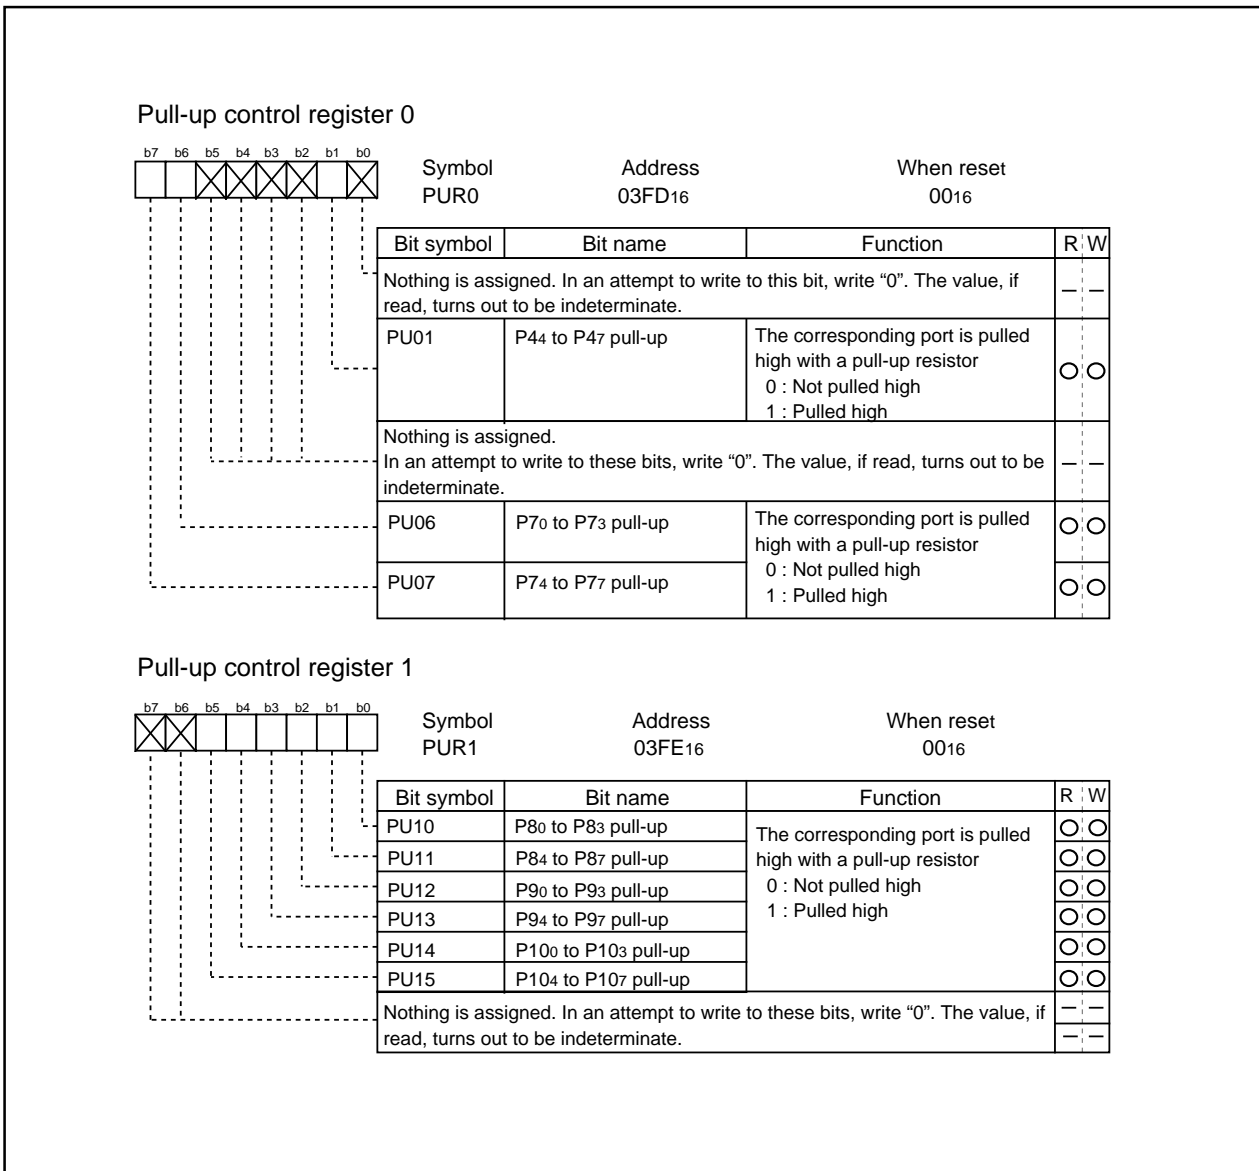 Pull-up control register 0
b7 b6 b5 b4 b3 b2 b1 b0
Symbol Address When reset
PUR0 03FD16 0016
Bit symbol Bit name Function R W
Nothing is assigned. In an attempt to write to this bit, write “0”. The value, if
read, turns out to be indeterminate.
– –
PU01 P44 to P47 pull-up The corresponding port is pulled
high with a pull-up resistor
0 : Not pulled high
1 : Pulled high
Nothing is assigned.
In an attempt to write to these bits, write “0”. The value, if read, turns out to be
indeterminate.
– –
PU06 P70 to P73 pull-up The corresponding port is pulled
high with a pull-up resistor
0 : Not pulled high
PU07 P74 to P77 pull-up
1 : Pulled high
Pull-up control register 1
b7 b6 b5 b4 b3 b2 b1 b0
Symbol Address When reset
PUR1 03FE16 0016
Bit symbol Bit name Function R W
PU10 P80 to P83 pull-up The corresponding port is pulled
PU11 P84 to P87 pull-up high with a pull-up resistor
PU12 P90 to P93 pull-up 0 : Not pulled high
PU13 P94 to P97 pull-up 1 : Pulled high
PU14 P100 to P103 pull-up
PU15 P104 to P107 pull-up
Nothing is assigned. In an attempt to write to these bits, write “0”. The value, if – –
read, turns out to be indeterminate. – –